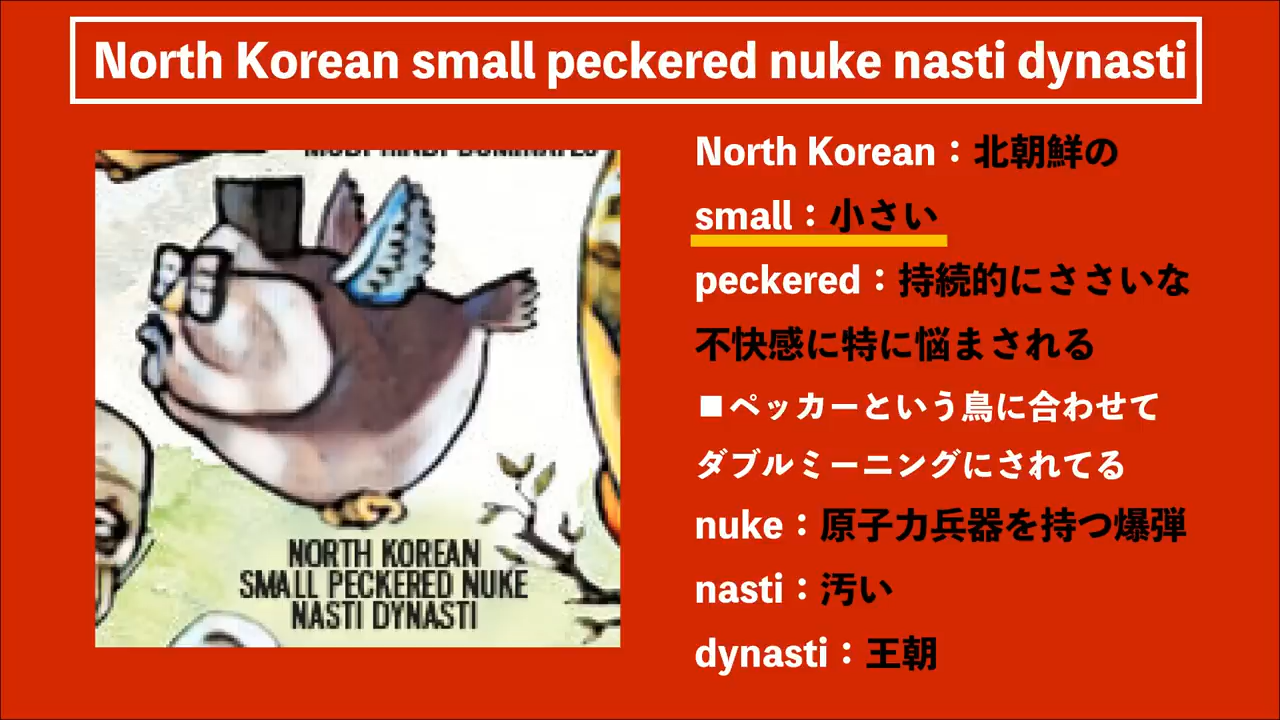 North Korean small peckered nuke nasti dynasti
North Korean：北朝鮮の
small：小さい
peckered：持続的にささいな
不快感に特に悩まされる
■ペッカーという鳥に合わせて
ダブルミーニングにされてる
nuke：原子力兵器を持つ爆弾
nasti：汚い
dynasti：王朝
NORTH KOREAN
SMALL PECKERED NUKE
NASTI DYNASTI